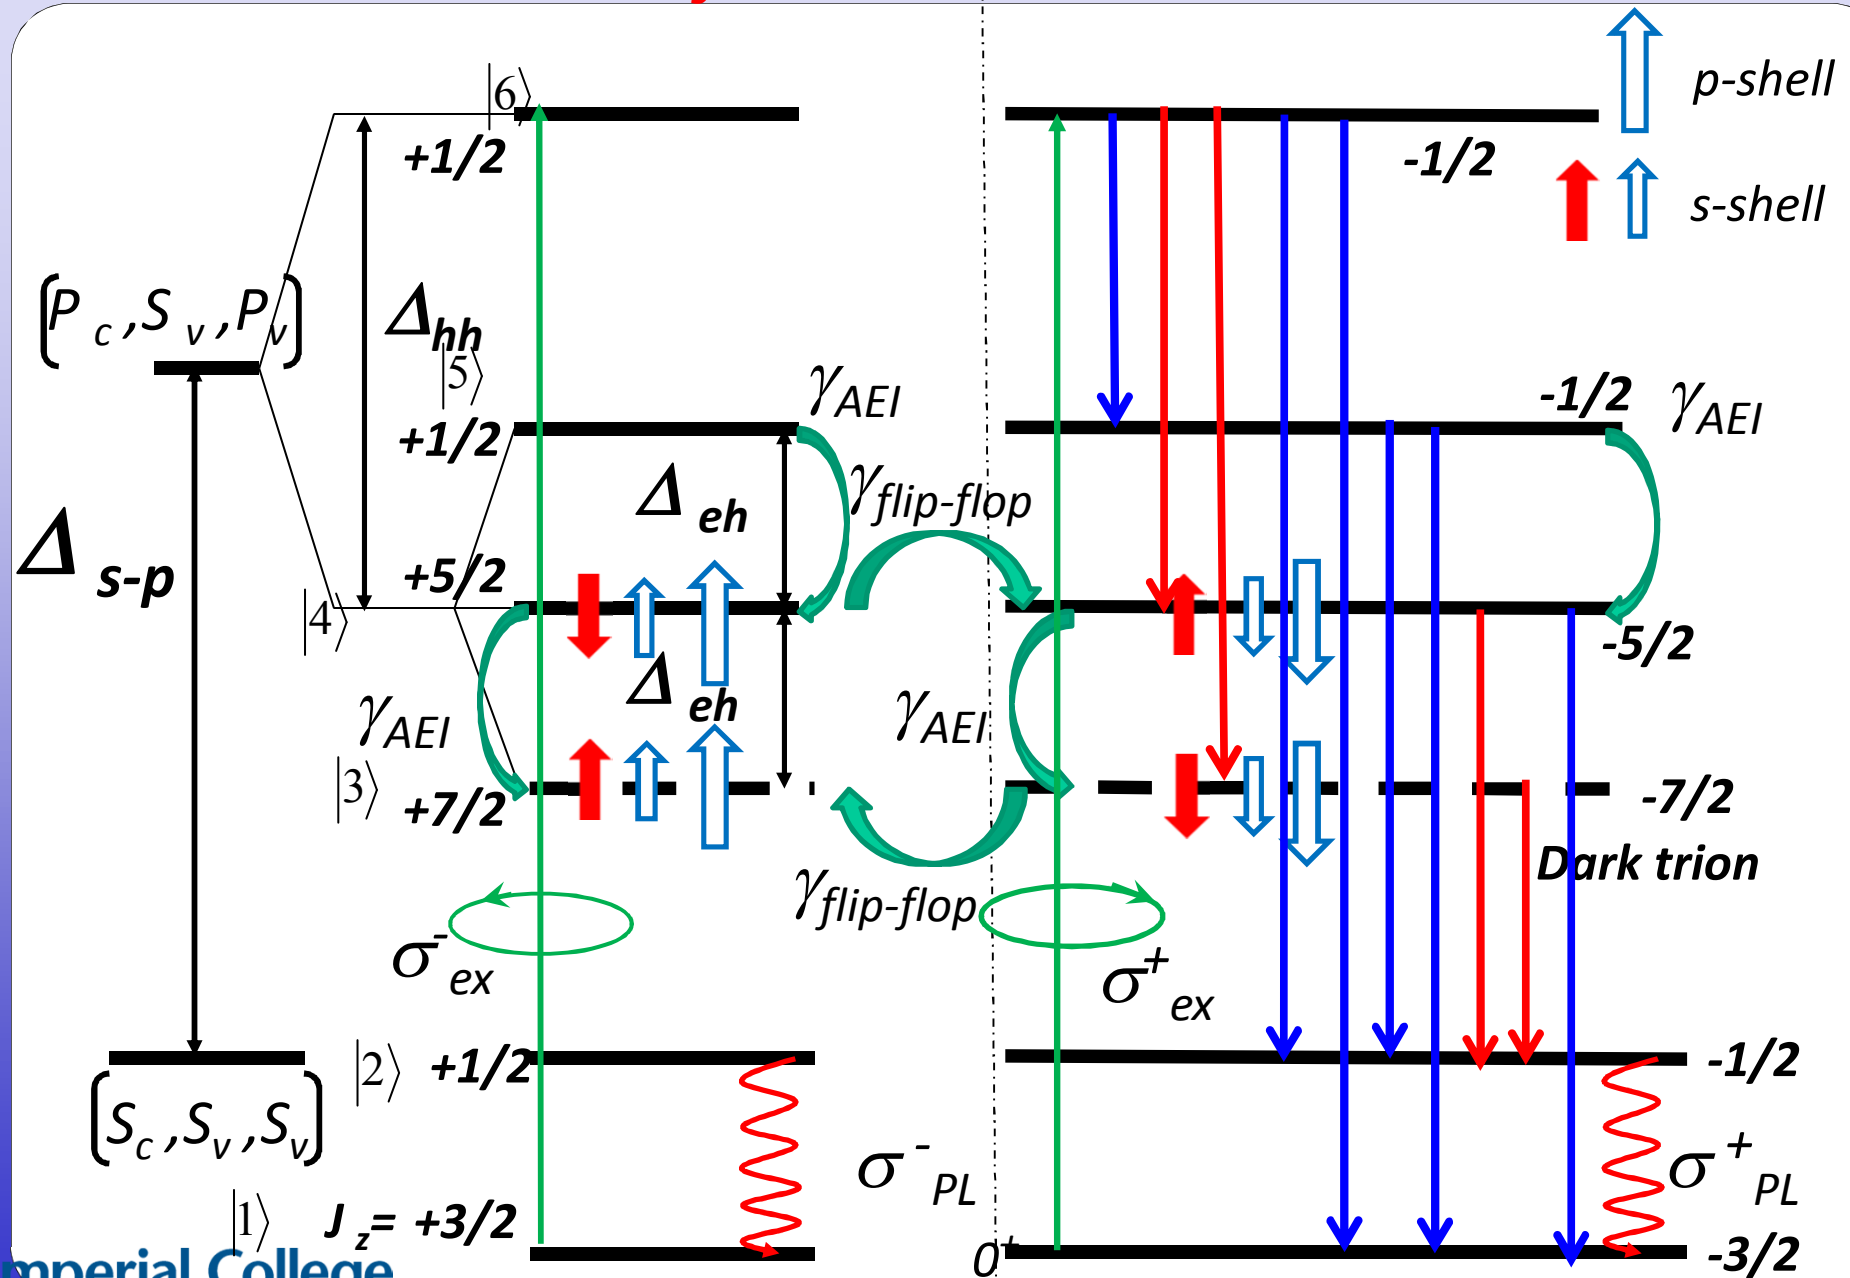 |6⟩
p-shell
+1/2
-1/2
s-shell
(P c ,S v ,P v)
Δhh
|5⟩
γAEI
-1/2
γAEI
+1/2
Δ eh
γflip-flop
Δ s-p
+5/2
|4⟩
-5/2
Δ eh
γAEI
γAEI
|3⟩
+7/2
-7/2
Dark trion
γflip-flop
σ-ex
σ+ex
|2⟩
+1/2
-1/2
(Sc ,Sv ,Sv)
σ-PL
σ+PL
|1⟩
J z= +3/2
0+
-3/2
mperial College